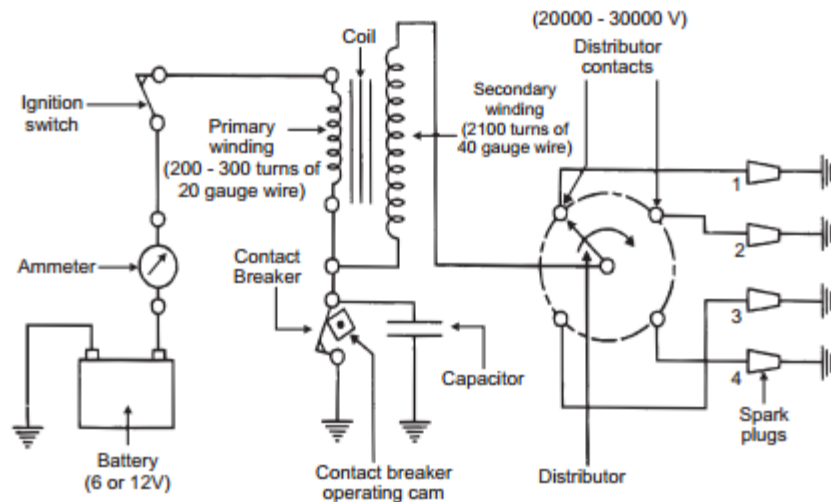 (20000 - 30000 V)
Distributor
contacts
Coil
Ignition
switch
Primary
winding
(200 - 300 turns of
20 gauge wire)
Secondary
winding
(2100 turns of
40 gauge wire)
1
2
3
4
Ammeter
Contact
Breaker
Capacitor
Spark
plugs
Battery
(6 or 12V)
Contact breaker
operating cam
Distributor